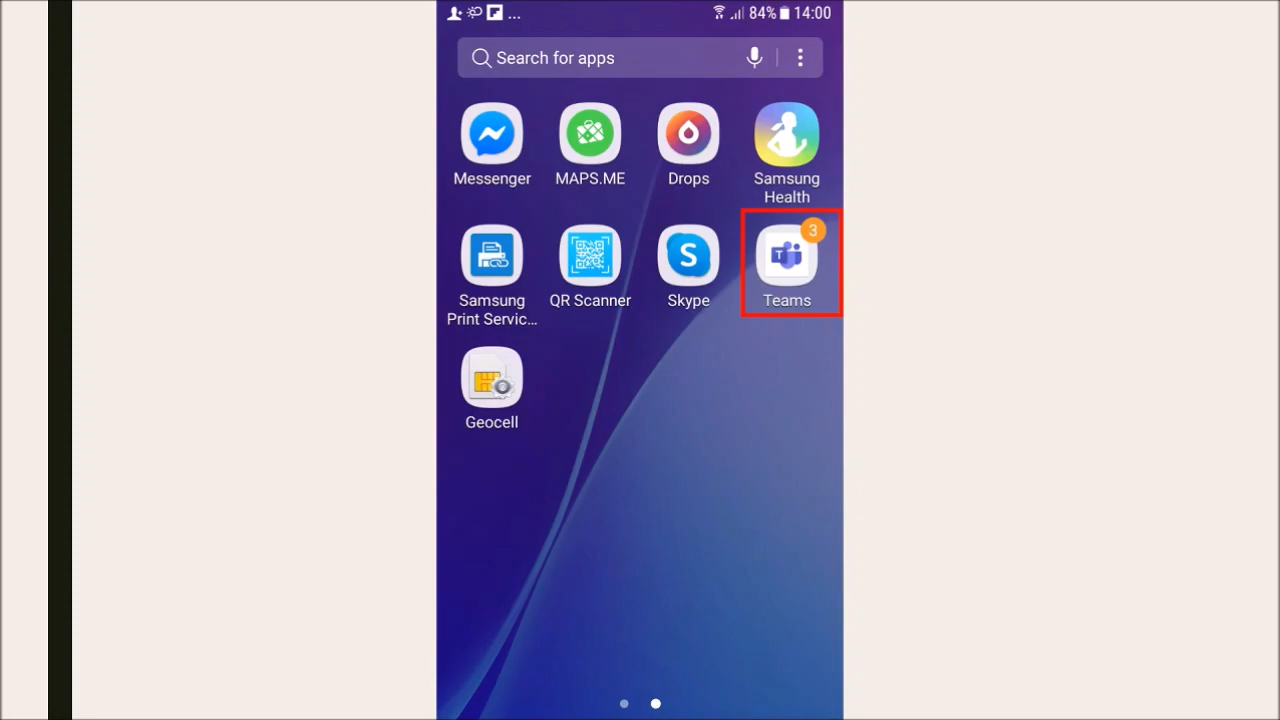 ... 84% 14:00
Search for apps
Messenger MAPS.ME Drops Samsung
Health
3
T S
Samsung QR Scanner Skype Teams
Print Servic...
Geocell